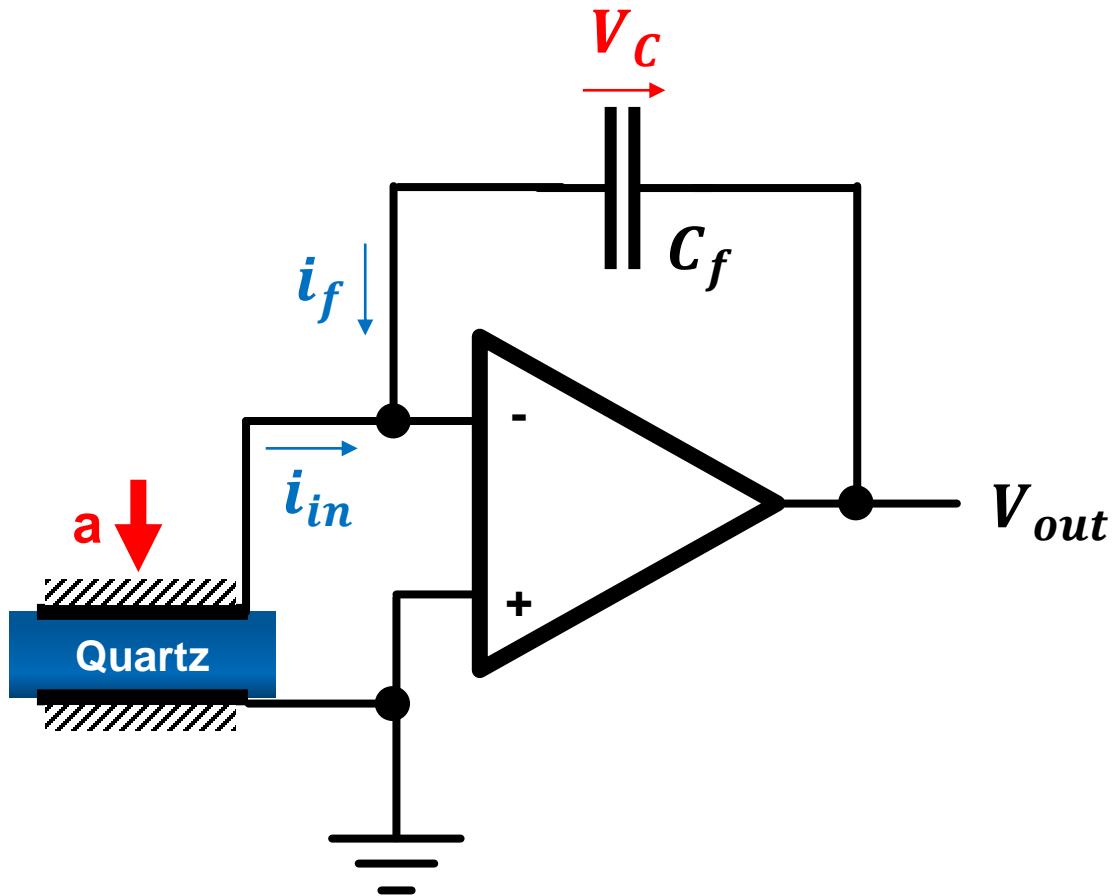 V_C
C_f
i_f
-
i_in
a
+
V_out
Quartz